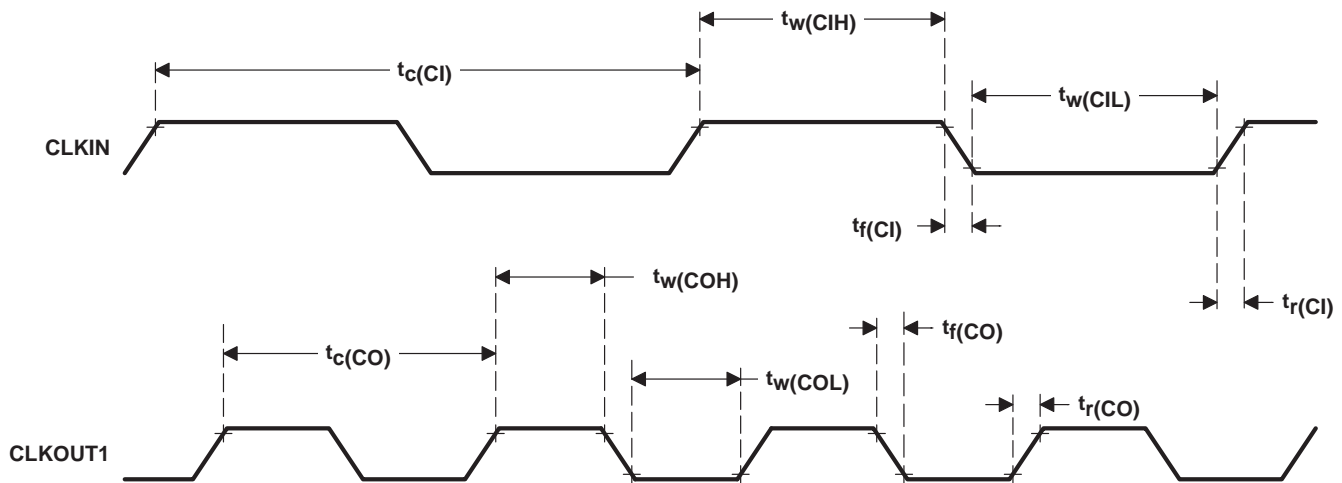 tw(CIH)
tc(CI)
tw(CIL)
CLKIN
tf(CI)
tw(COH)
tr(CI)
tf(CO)
tc(CO)
tw(COL)
tr(CO)
CLKOUT1